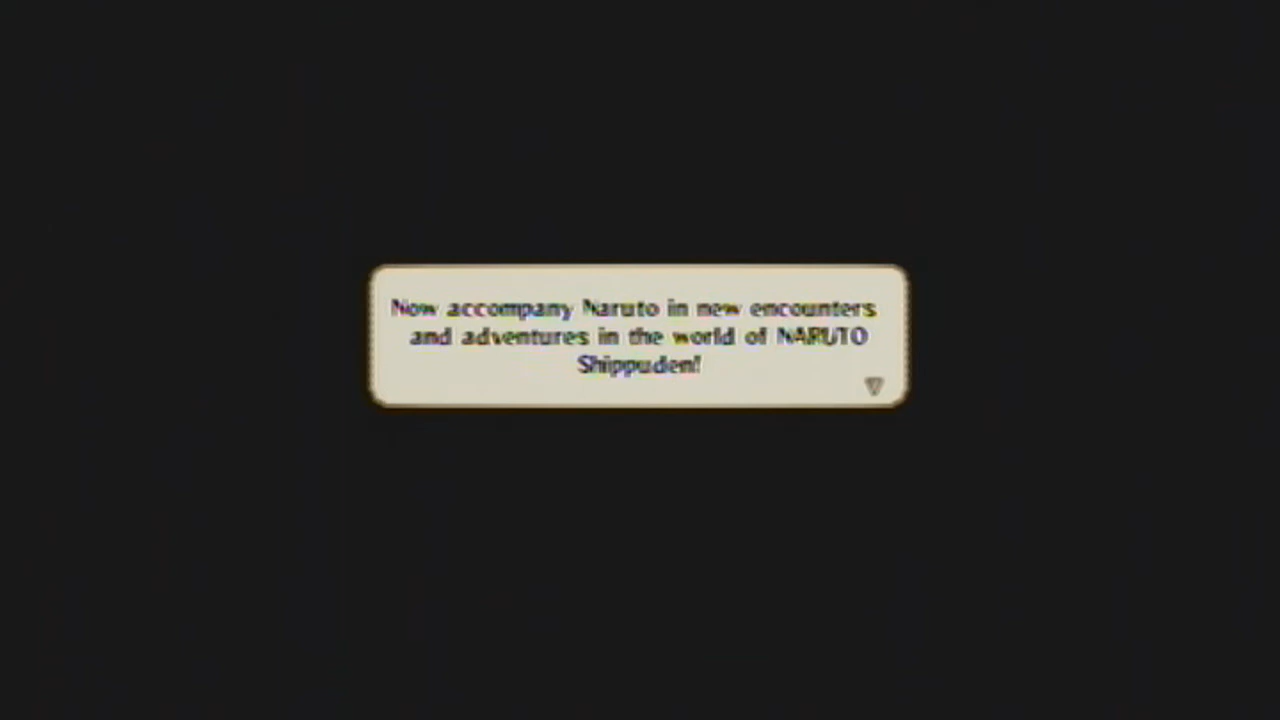 Now accompany Naruto in new encounters
and adventures in the world of NARUTO
Shippuden!